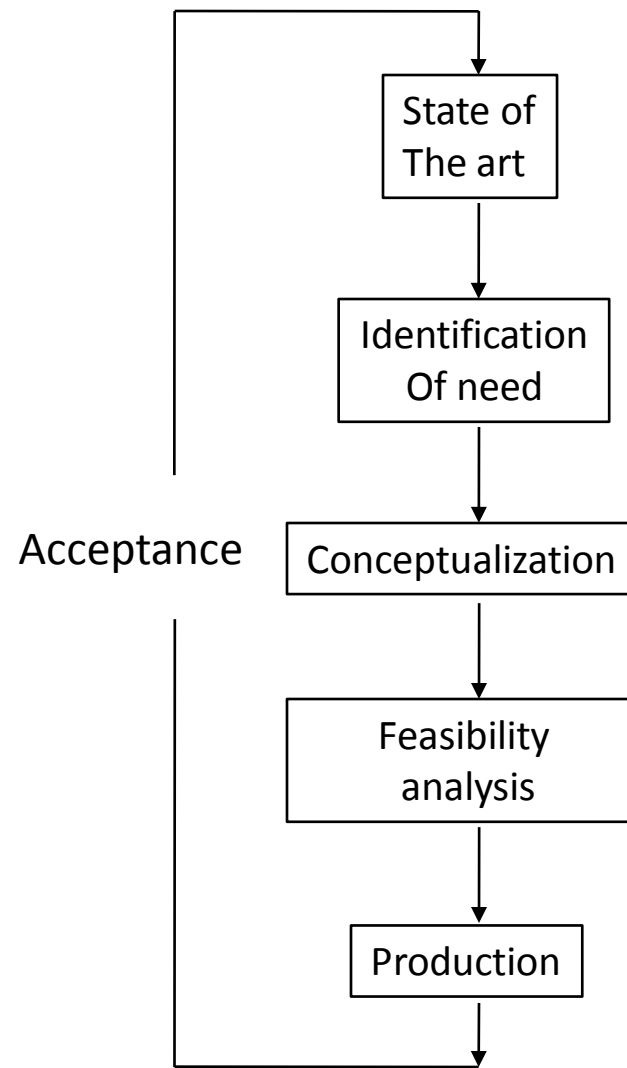 State of
The art
Identification
Of need
Acceptance
Conceptualization
Feasibility
analysis
Production